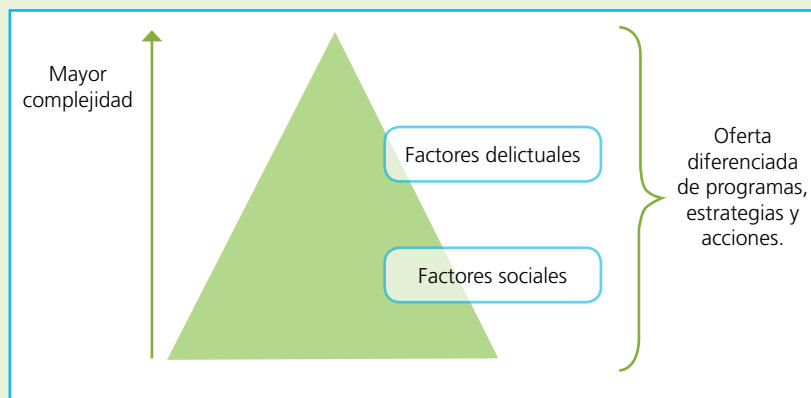 Mayor
complejidad
Factores delictuales
Factores sociales
Oferta
diferenciada
de programas,
estrategias y
acciones.